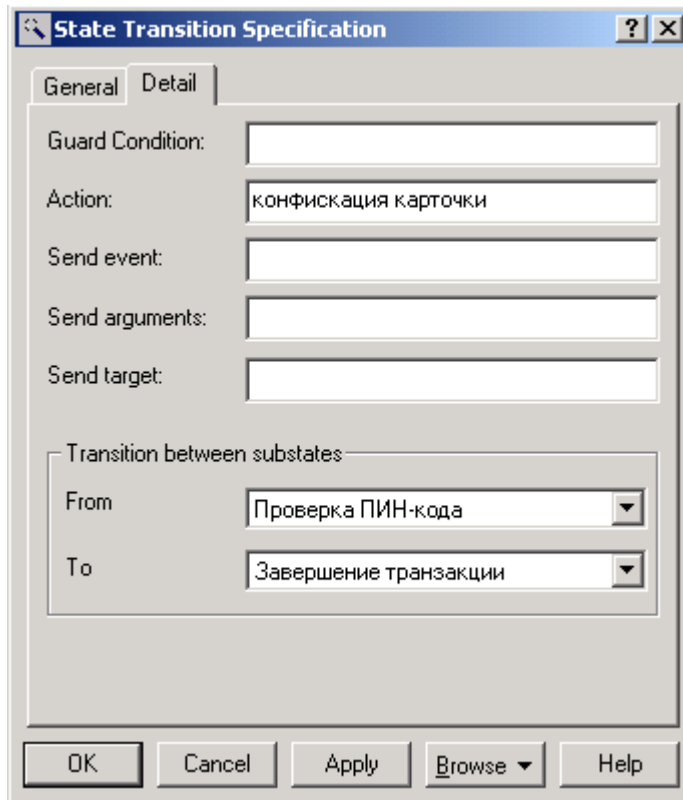 State Transition Specification
General Detail
Guard Condition:
Action: конфискация карточки
Send event:
Send arguments:
Send target:
Transition between substates
From Проверка ПИН-кода
To Завершение транзакции
OK Cancel Apply Browse Help